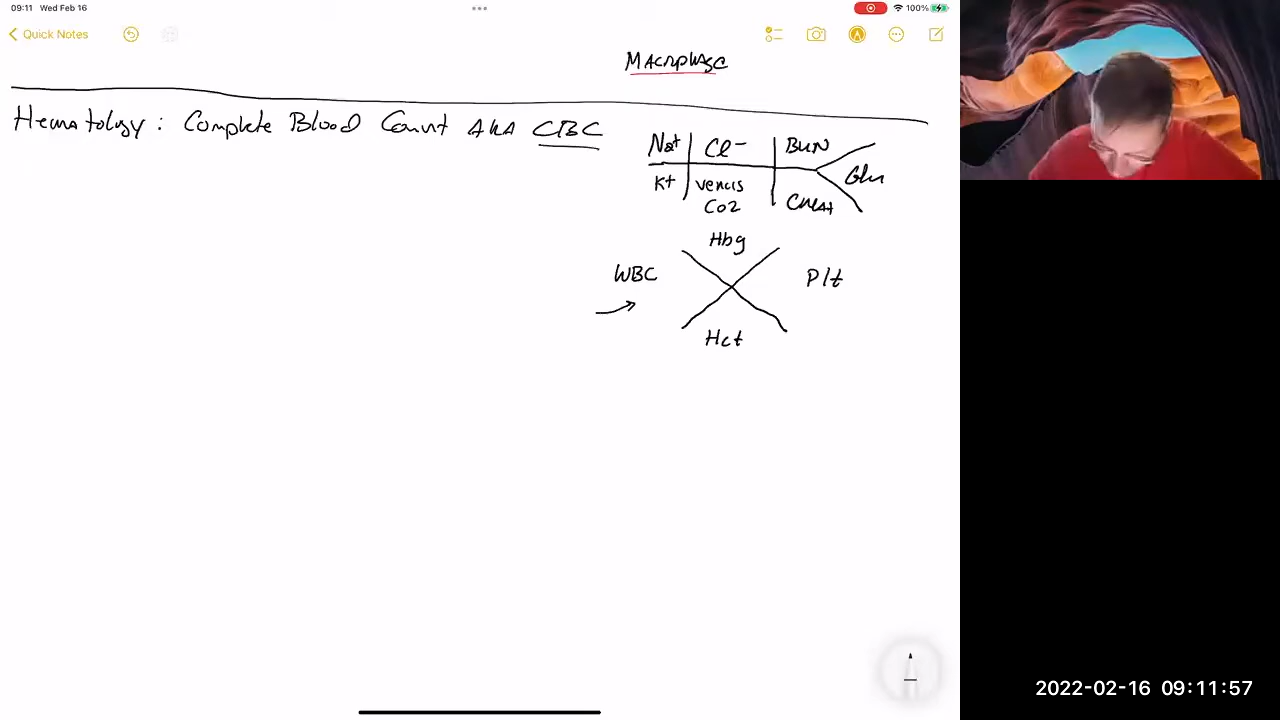 09:11 Wed Feb 16
100%
Quick Notes
Macrophage
Hematology: Complete Blood Count AKA CBC
Na+ Cl- BUN
Glu
K+ venus
CO2 Creat
Hbg
WBC Plt
Hct
2022-02-16 09:11:57